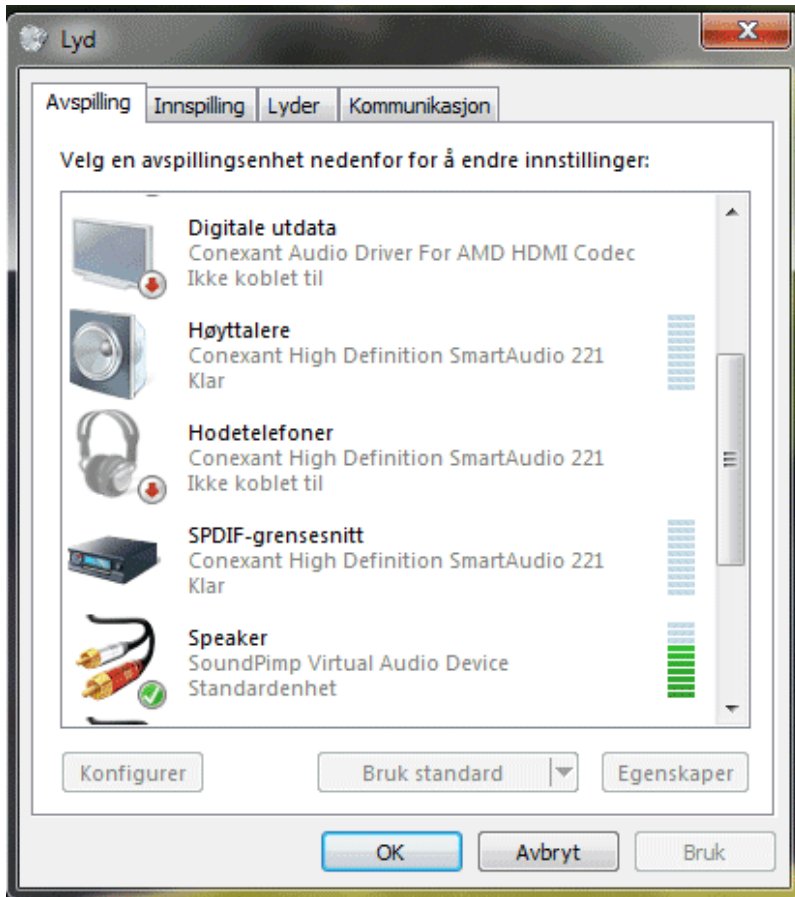 Lyd
Avspilling
Innspilling
Lyder
Kommunikasjon
Velg en avspillingsenhet nedenfor for å endre innstillinger:
Digitale utdata
Conexant Audio Driver For AMD HDMI Codec
Ikke koblet til
Høyttalere
Conexant High Definition SmartAudio 221
Klar
Hodetelefoner
Conexant High Definition SmartAudio 221
Ikke koblet til
SPDIF-grensesnitt
Conexant High Definition SmartAudio 221
Klar
Speaker
SoundPimp Virtual Audio Device
Standardenhet
Konfigurer
Bruk standard
Egenskaper
OK
Avbryt
Bruk